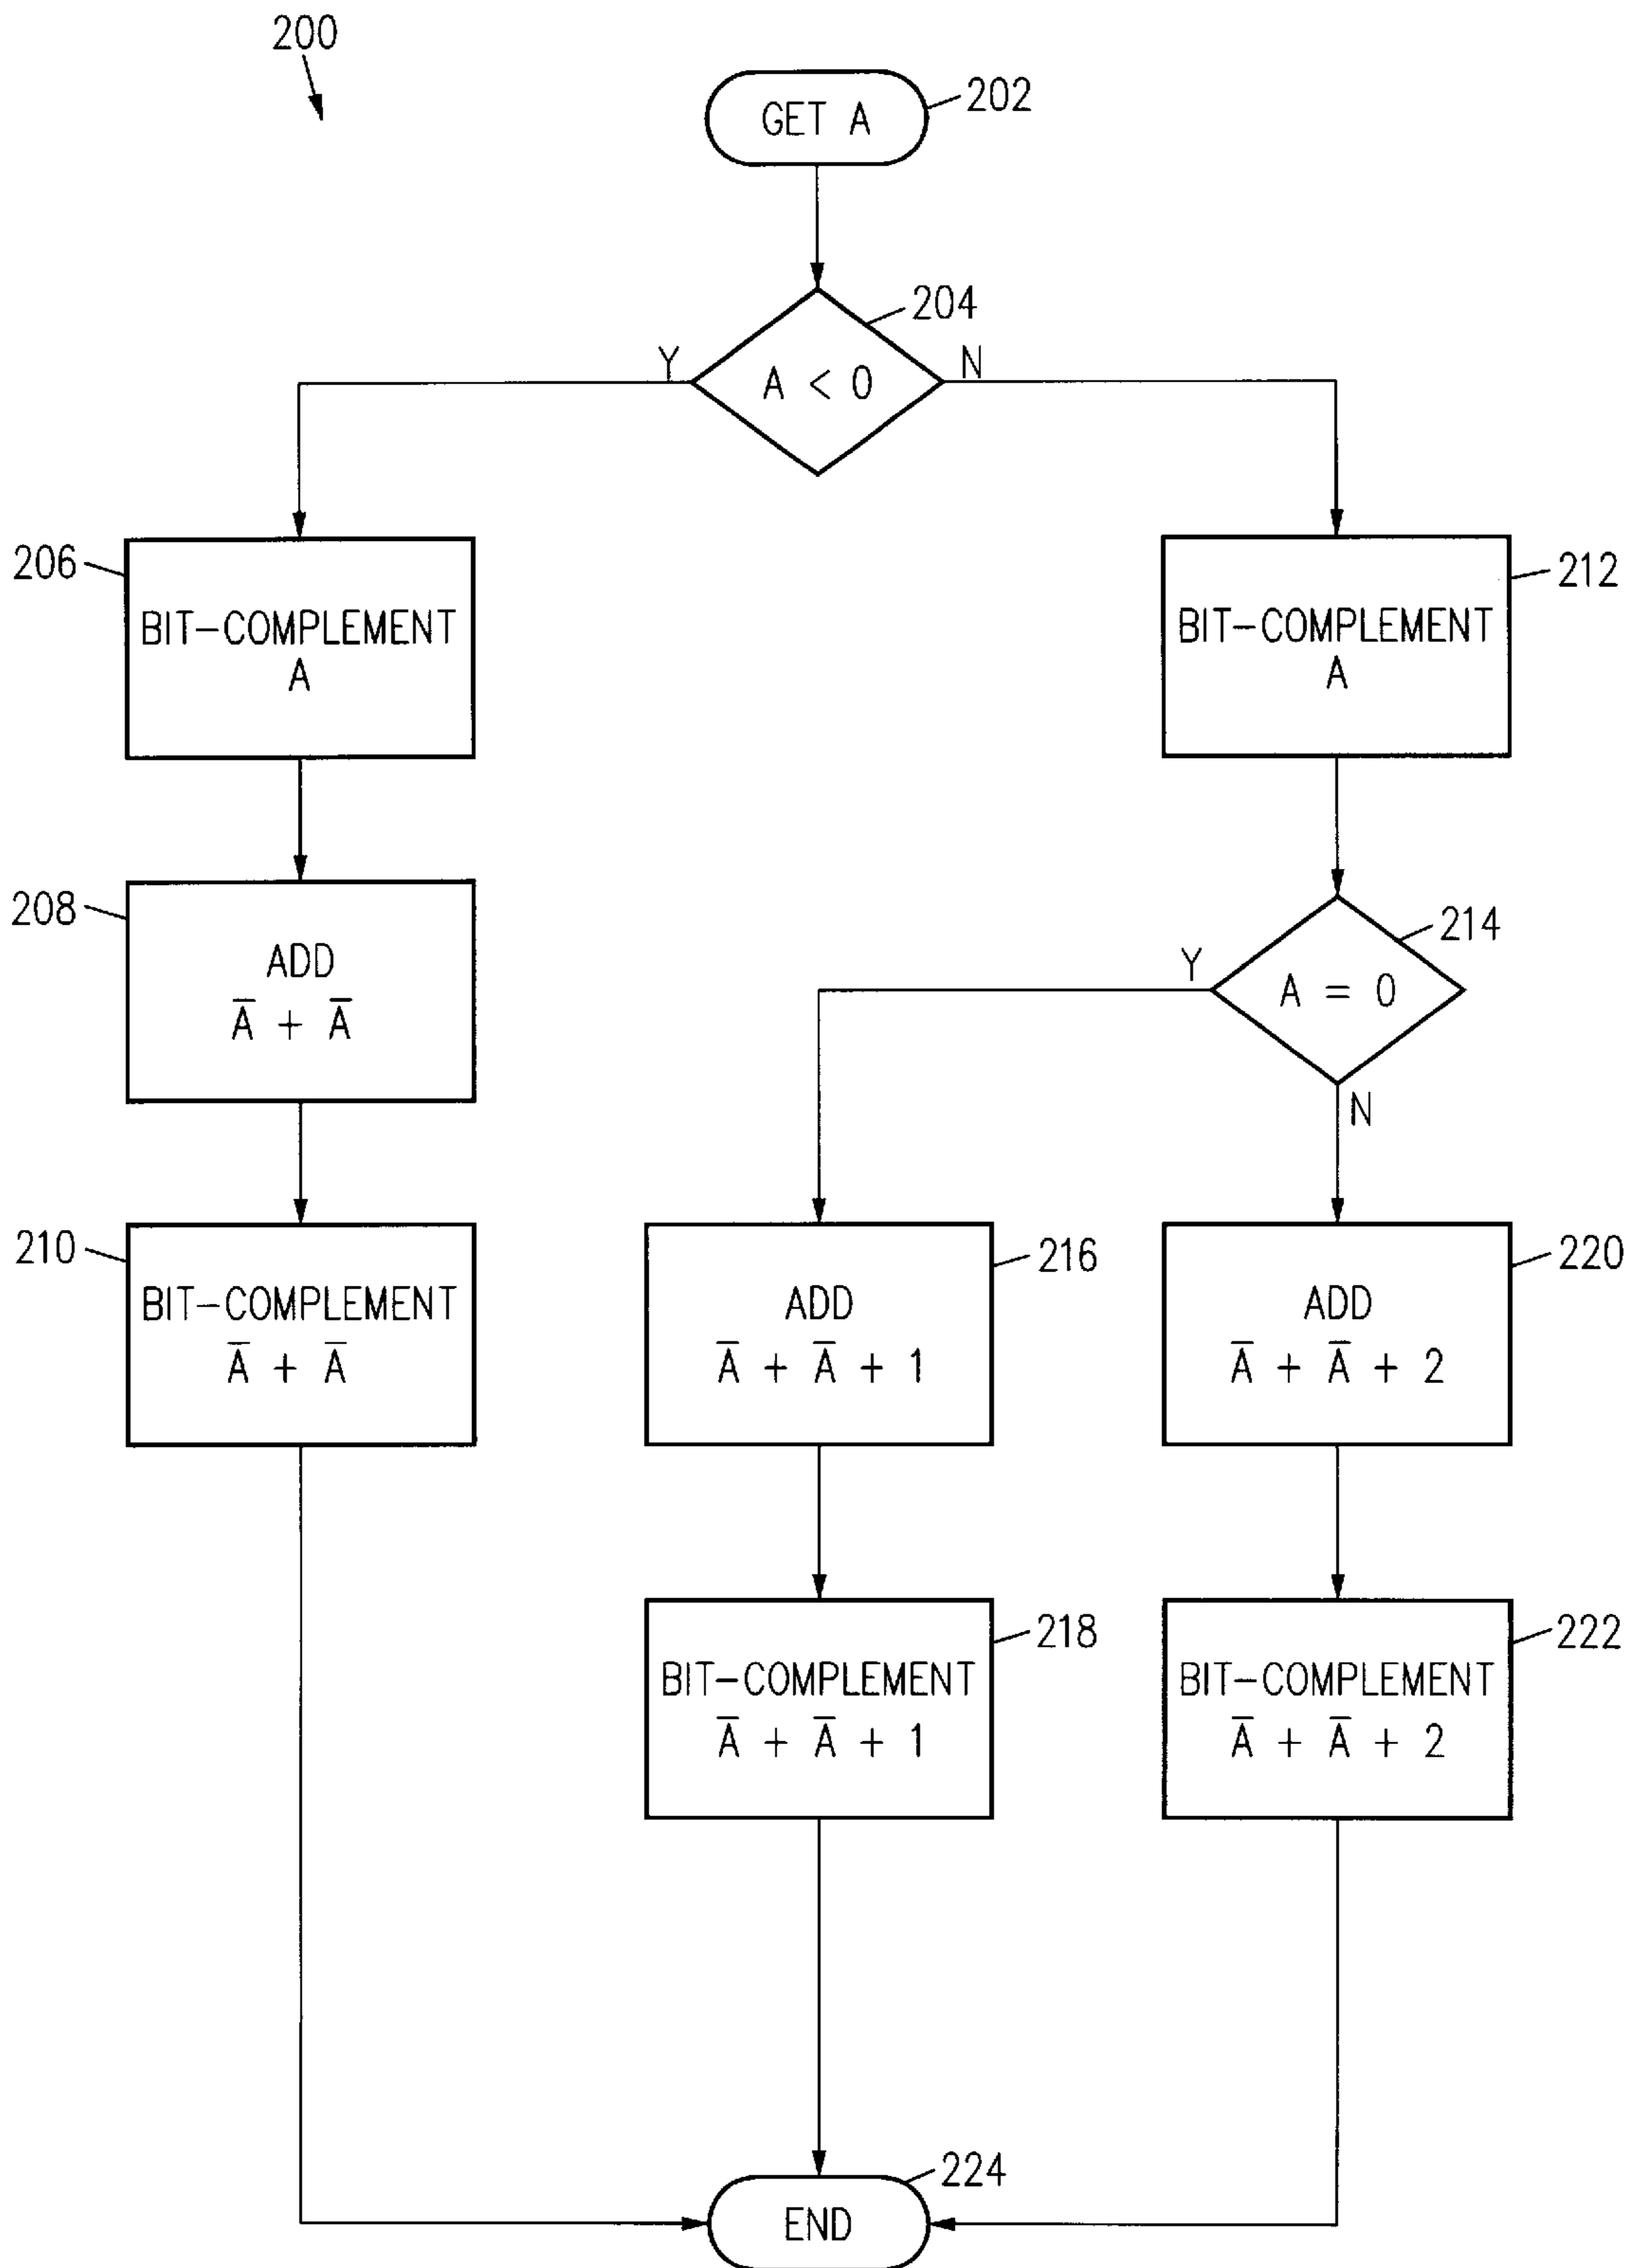 200
GET A
202
204
Y
A < 0
N
206
BIT-COMPLEMENT
A
212
BIT-COMPLEMENT
A
208
ADD
A̅ + A̅
214
Y
A = 0
N
210
BIT-COMPLEMENT
A̅ + A̅
216
ADD
A̅ + A̅ + 1
220
ADD
A̅ + A̅ + 2
218
BIT-COMPLEMENT
A̅ + A̅ + 1
222
BIT-COMPLEMENT
A̅ + A̅ + 2
224
END